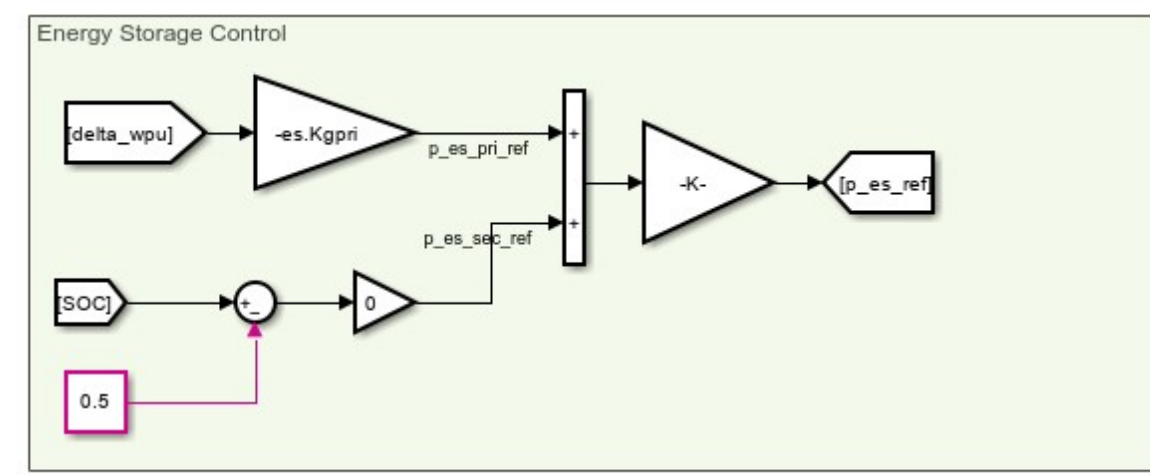 Energy Storage Control
[delta_wpu]
-es.Kgpri
p_es_pri_ref
+
-K-
[p_es_ref]
p_es_sec_ref
+
[SOC]
+_
0
0.5